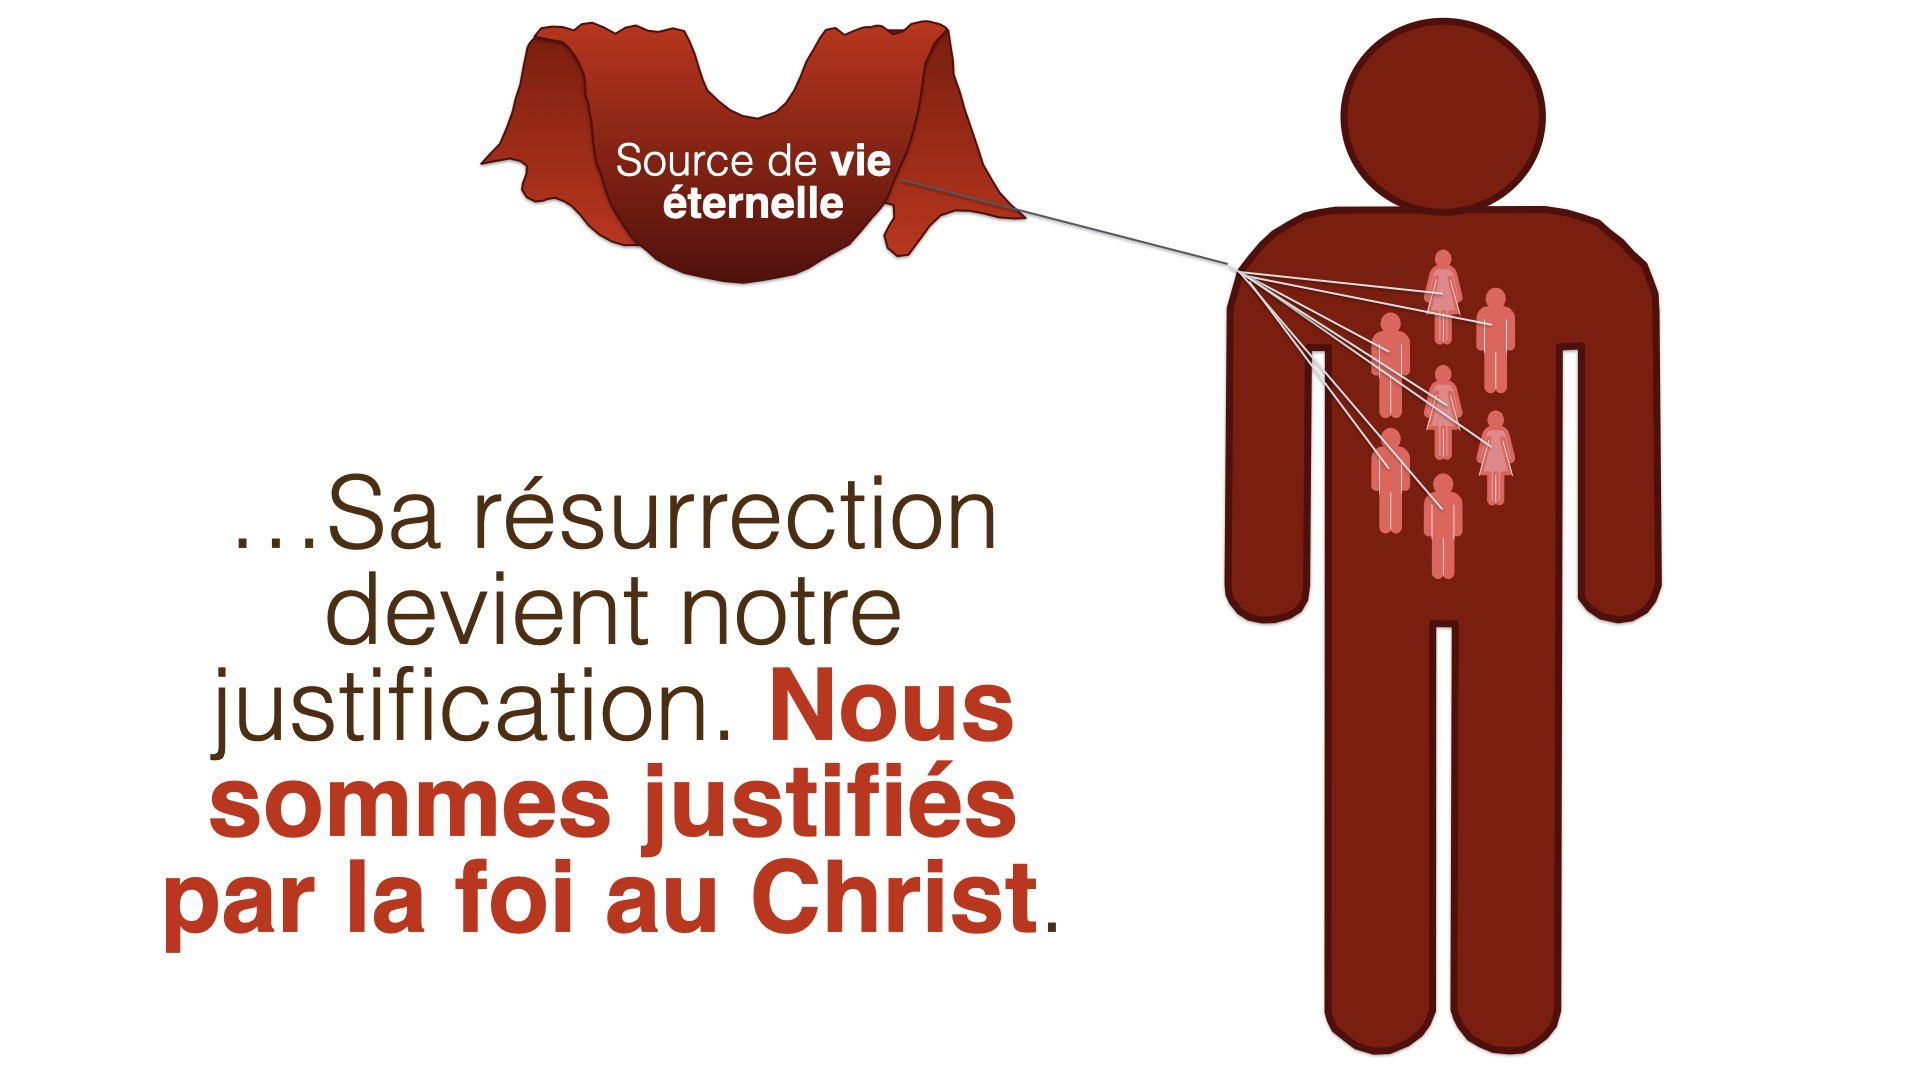 Source de vie
éternelle
…Sa résurrection
devient notre
justification. Nous
sommes justifiés
par la foi au Christ.